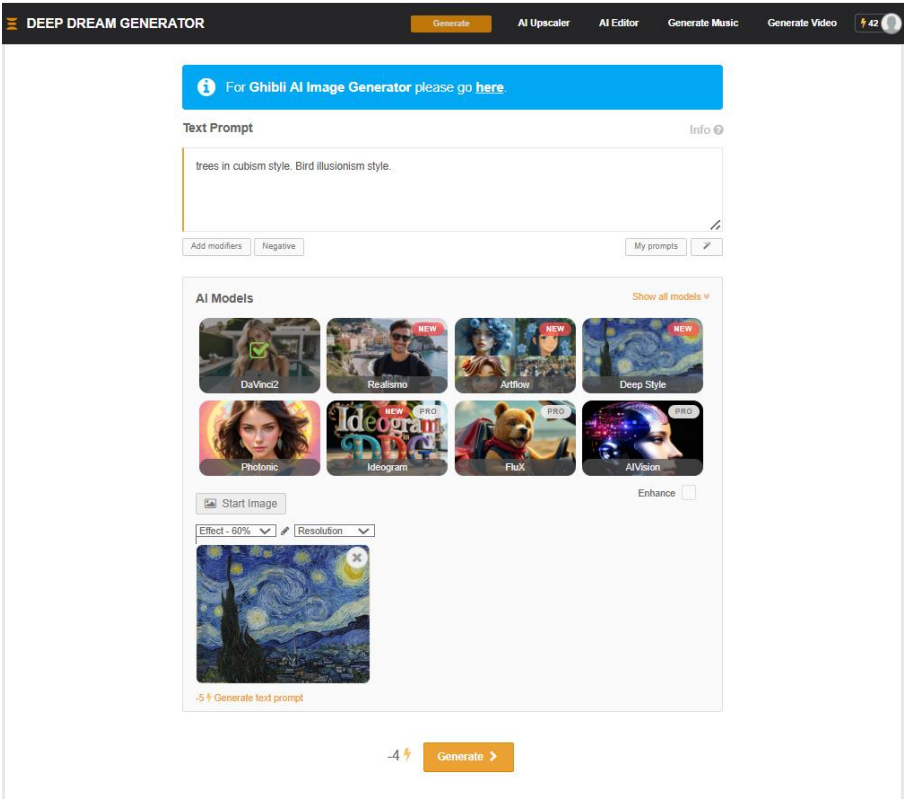 DEEP DREAM GENERATOR Generate AI Upscaler AI Editor Generate Music Generate Video 42
For Ghibli AI Image Generator please go here.
Text Prompt Info
trees in cubism style. Bird illusionism style.
Add modifiers Negative My prompts
AI Models Show all models
NEW NEW NEW
DaVinci2 Realismo Artflow Deep Style
NEW PRO PRO PRO
Ideogram
DDG
Photonic Ideogram FluX AIVision
Enhance
Start Image
Effect - 60% Resolution
-5 Generate text prompt
-4 Generate